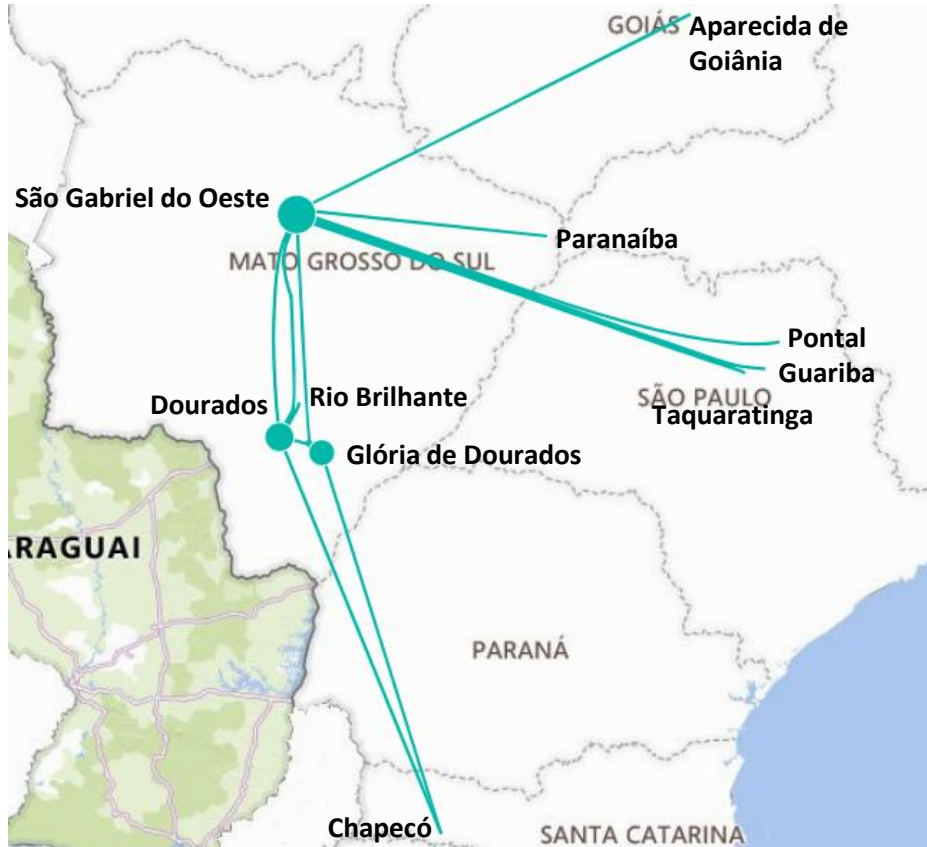 GOIÁS
Aparecida de
Goiânia
São Gabriel do Oeste
Paranaíba
MATO GROSSO DO SUL
Pontal
Guariba
SÃO PAULO
Taquaratinga
Dourados
Rio Brilhante
Glória de Dourados
ARAGUAI
PARANÁ
Chapecó
SANTA CATARINA